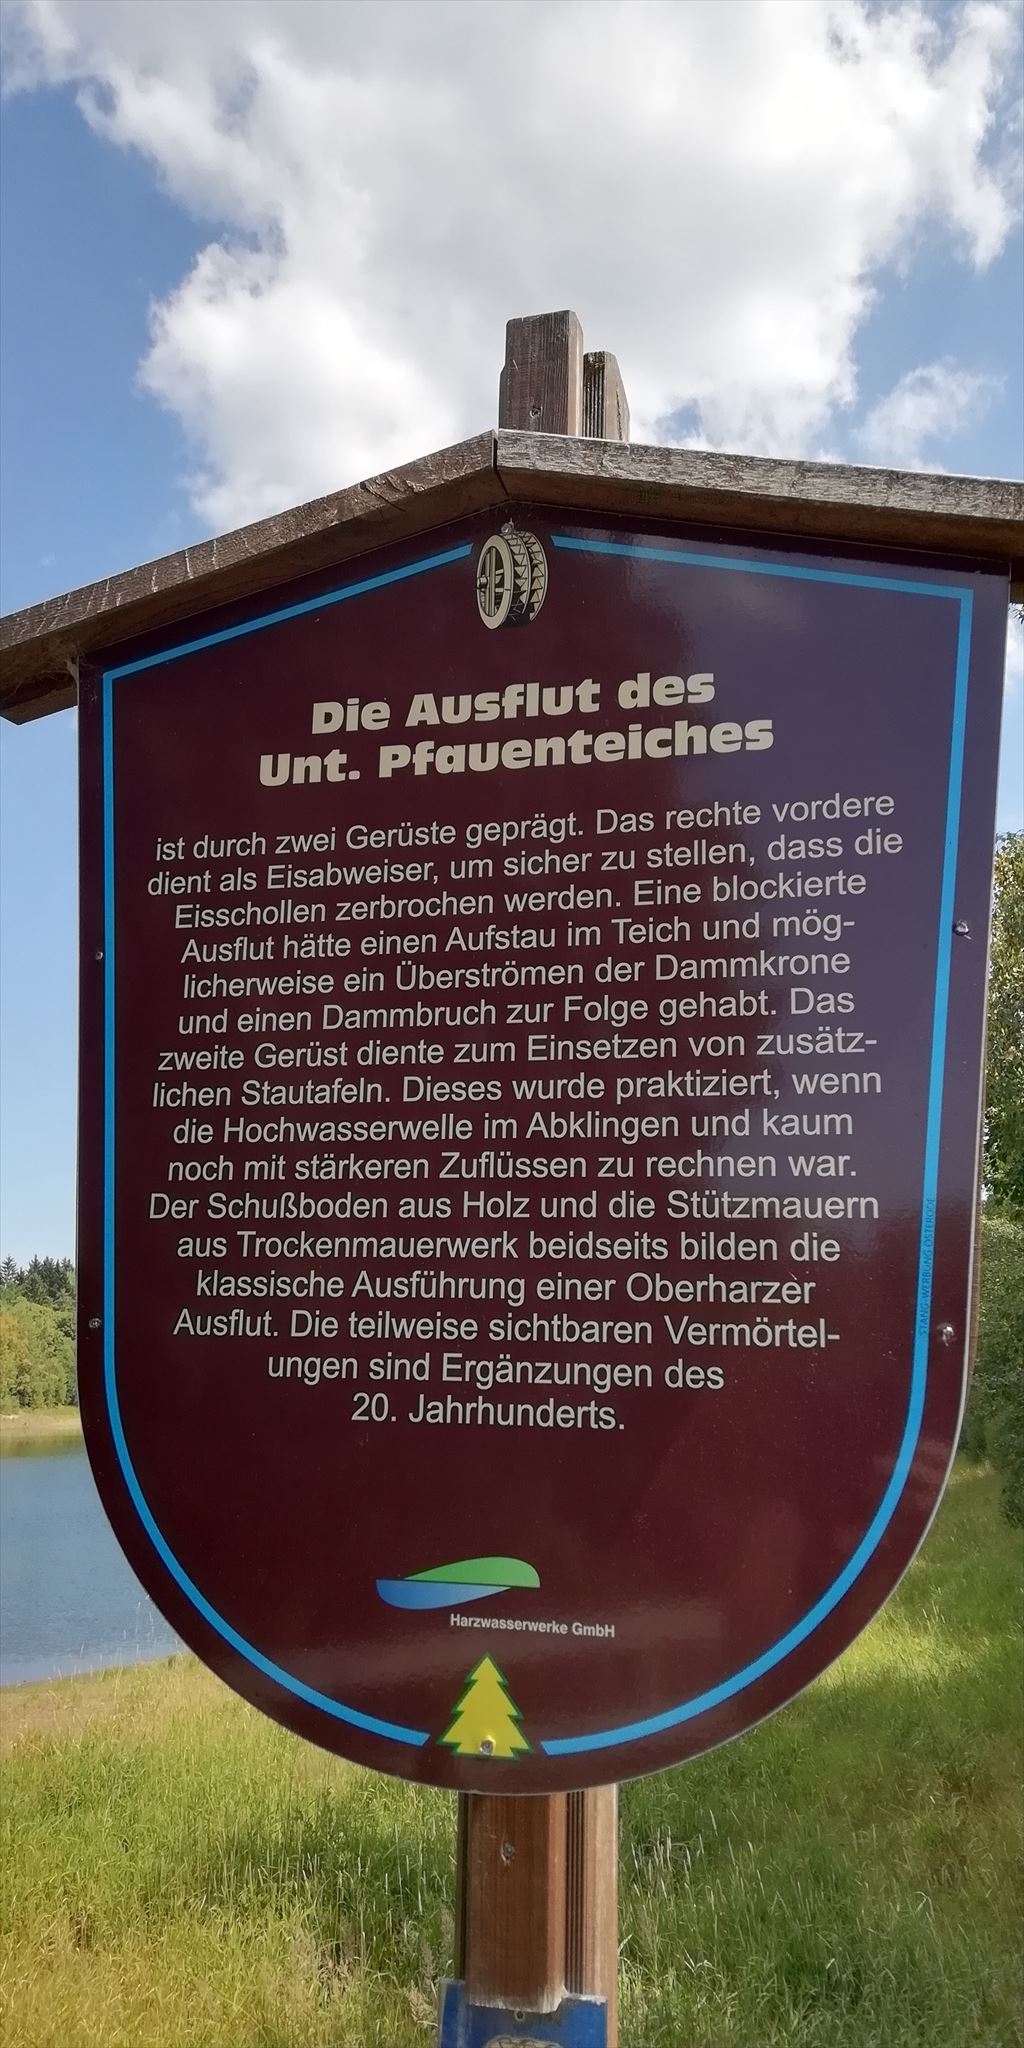 Die Ausflut des
Unt. Pfauenteiches
ist durch zwei Gerüste geprägt. Das rechte vordere
dient als Eisabweiser, um sicher zu stellen, dass die
Eisschollen zerbrochen werden. Eine blockierte
Ausflut hätte einen Aufstau im Teich und mög-
licherweise ein Überströmen der Dammkrone
und einen Dammbruch zur Folge gehabt. Das
zweite Gerüst diente zum Einsetzen von zusätz-
lichen Stautafeln. Dieses wurde praktiziert, wenn
die Hochwasserwelle im Abklingen und kaum
noch mit stärkeren Zuflüssen zu rechnen war.
Der Schußboden aus Holz und die Stützmauern
aus Trockenmauerwerk beidseits bilden die
klassische Ausführung einer Oberharzer
Ausflut. Die teilweise sichtbaren Vermörtel-
ungen sind Ergänzungen des
20. Jahrhunderts.
STANG-WERBUNG OSTERODE
Harzwasserwerke GmbH